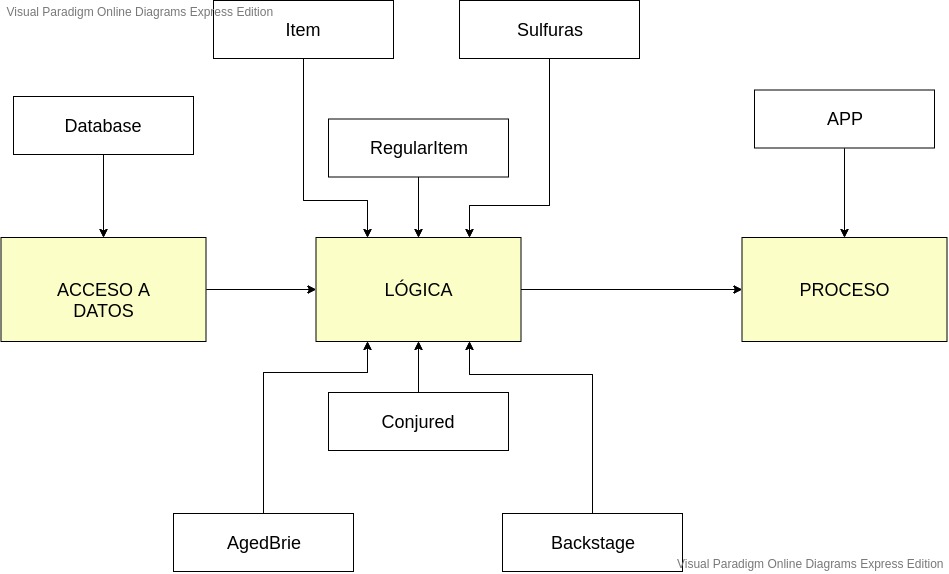 Visual Paradigm Online Diagrams Express Edition
Item
Sulfuras
Database
RegularItem
APP
ACCESO A
DATOS
LÓGICA
PROCESO
Conjured
AgedBrie
Backstage
Visual Paradigm Online Diagrams Express Edition